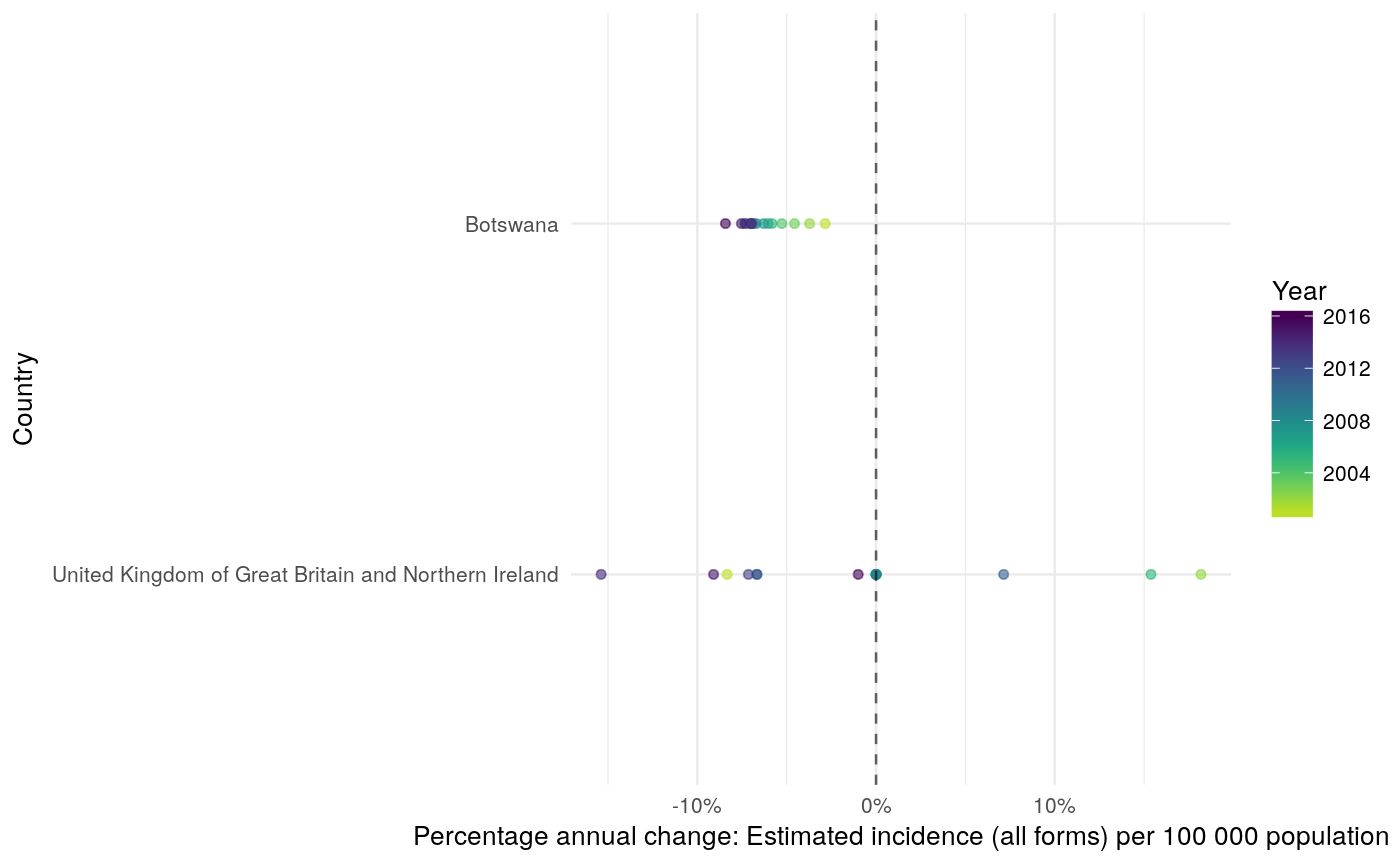 Botswana
United Kingdom of Great Britain and Northern Ireland
Country
-10%
0%
10%
Percentage annual change: Estimated incidence (all forms) per 100 000 population
Year
2016
2012
2008
2004